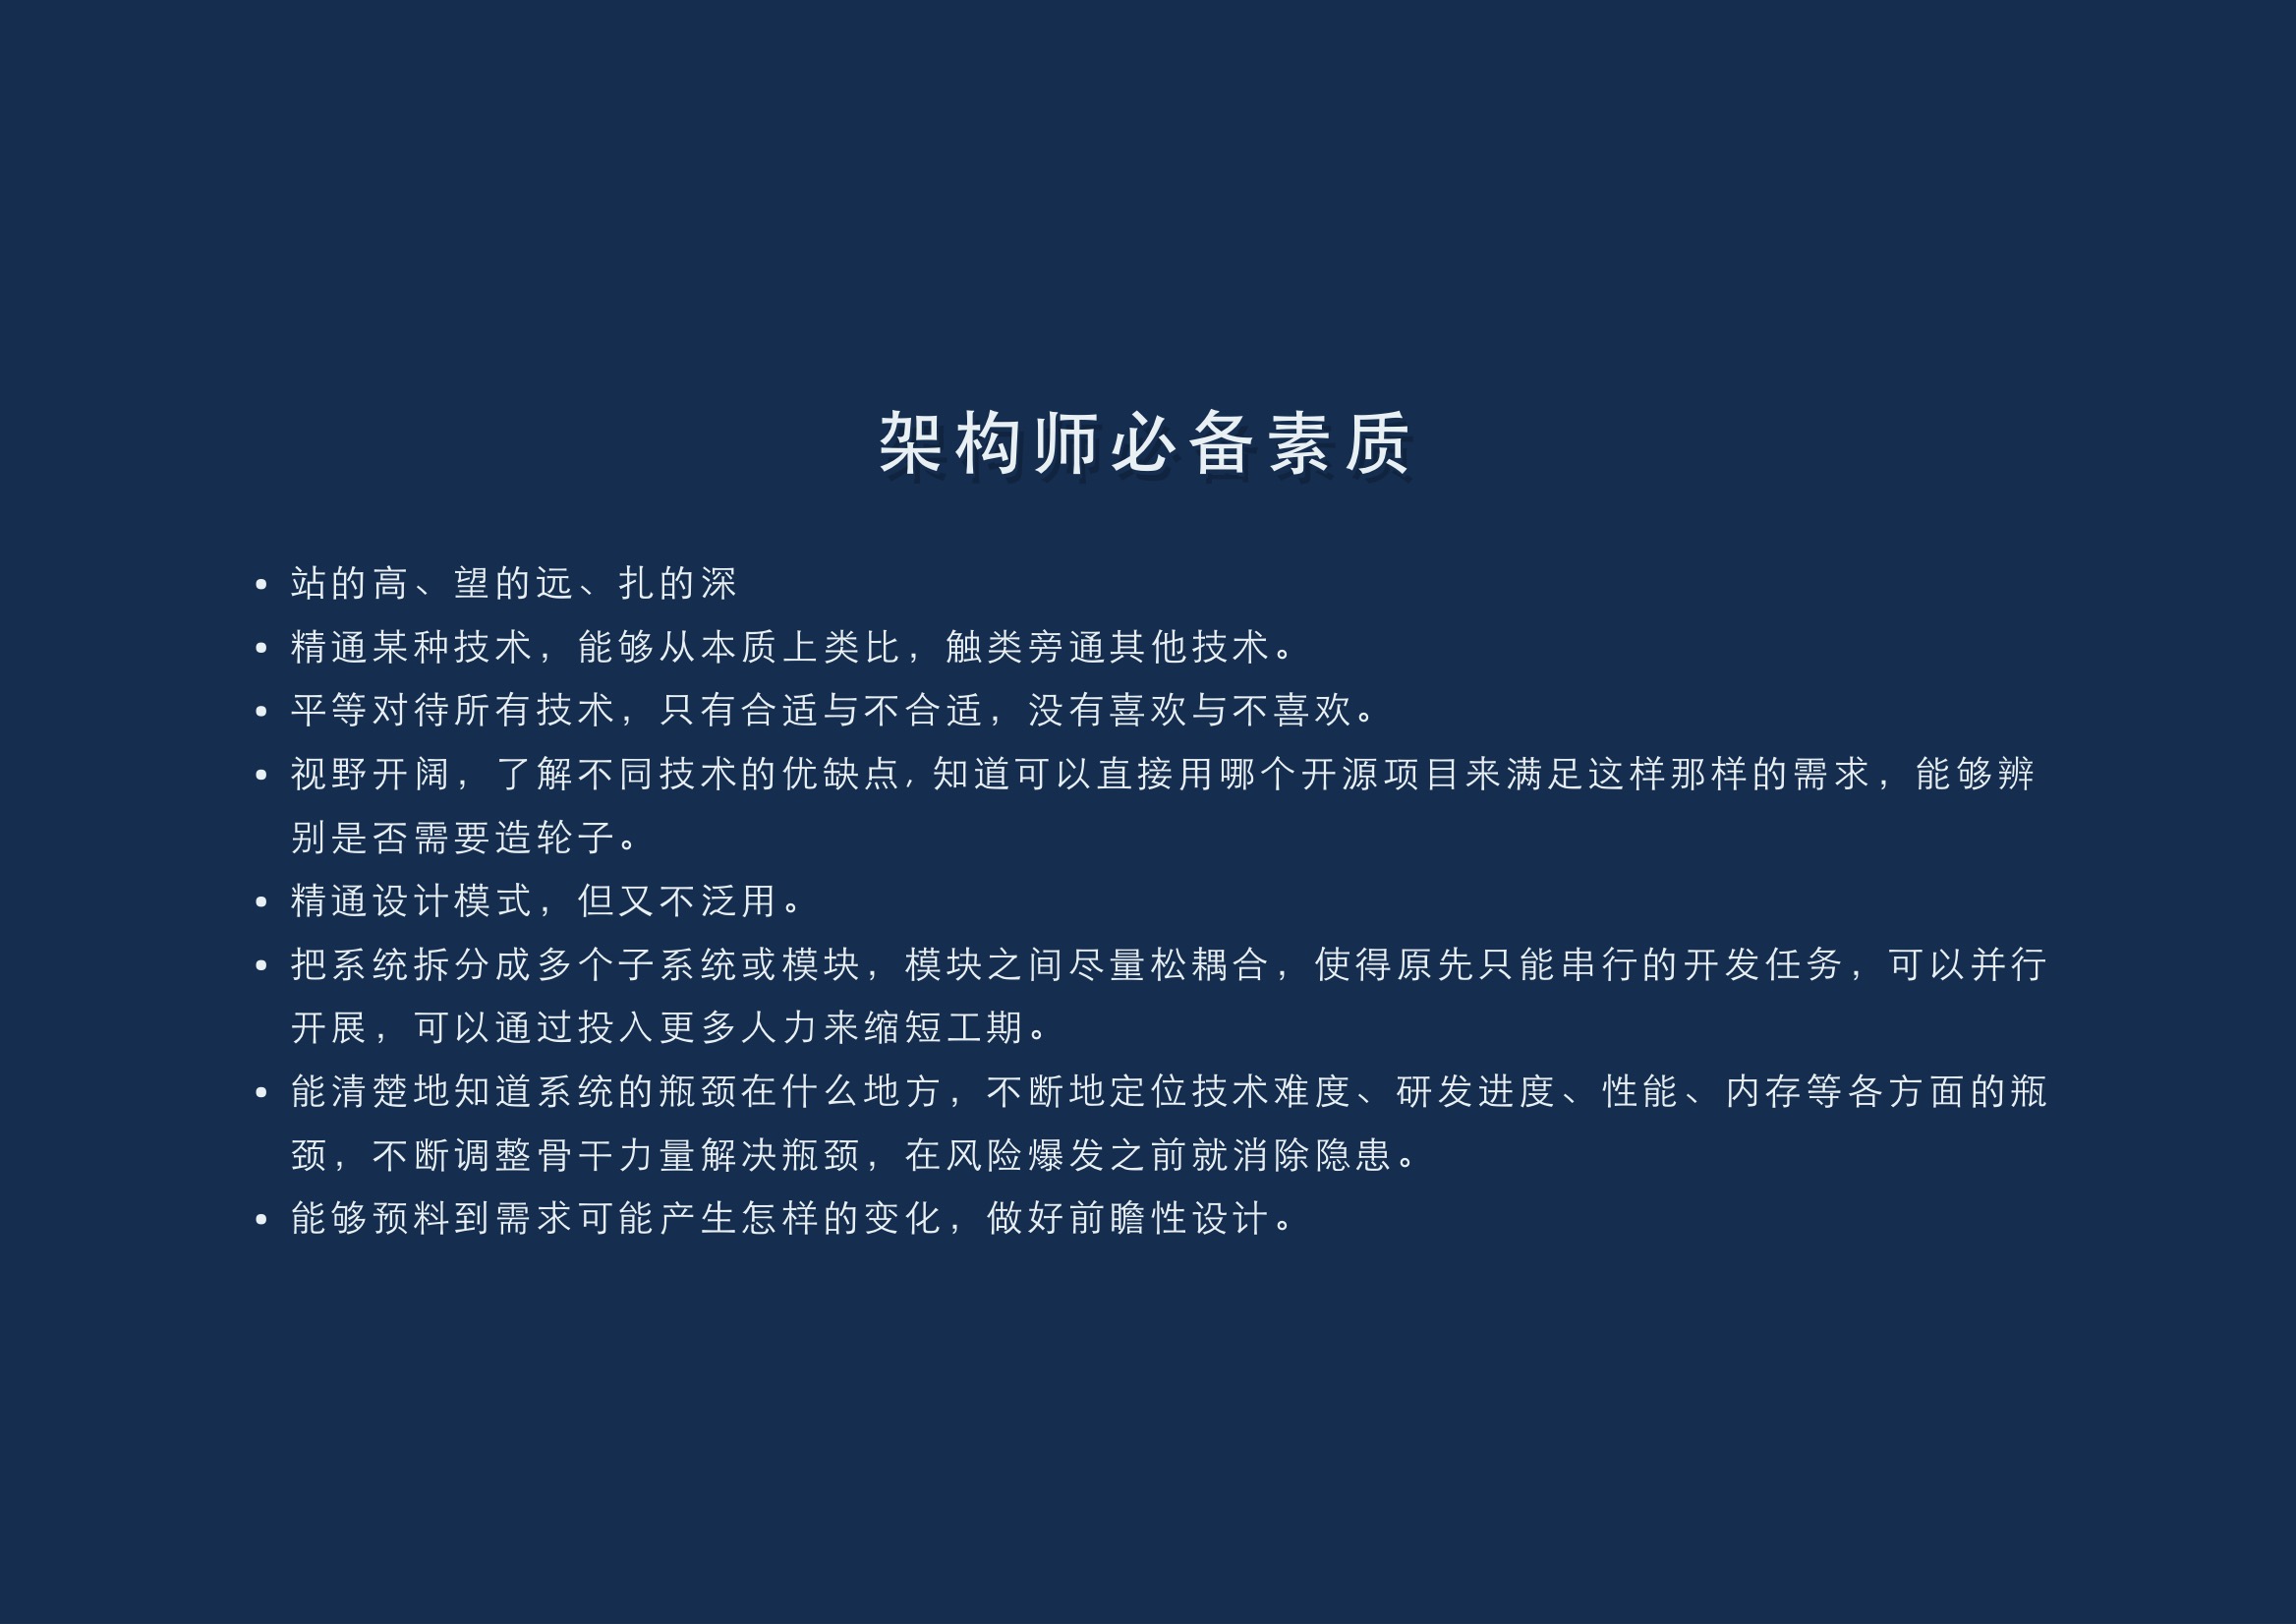 架构师必备素质
• 站的高、望的远、扎的深
• 精通某种技术，能够从本质上类比，触类旁通其他技术。
• 平等对待所有技术，只有合适与不合适，没有喜欢与不喜欢。
• 视野开阔，了解不同技术的优缺点, 知道可以直接用哪个开源项目来满足这样那样的需求，能够辨
别是否需要造轮子。
• 精通设计模式，但又不泛用。
• 把系统拆分成多个子系统或模块，模块之间尽量松耦合，使得原先只能串行的开发任务，可以并行
开展，可以通过投入更多人力来缩短工期。
• 能清楚地知道系统的瓶颈在什么地方，不断地定位技术难度、研发进度、性能、内存等各方面的瓶
颈，不断调整骨干力量解决瓶颈，在风险爆发之前就消除隐患。
• 能够预料到需求可能产生怎样的变化，做好前瞻性设计。